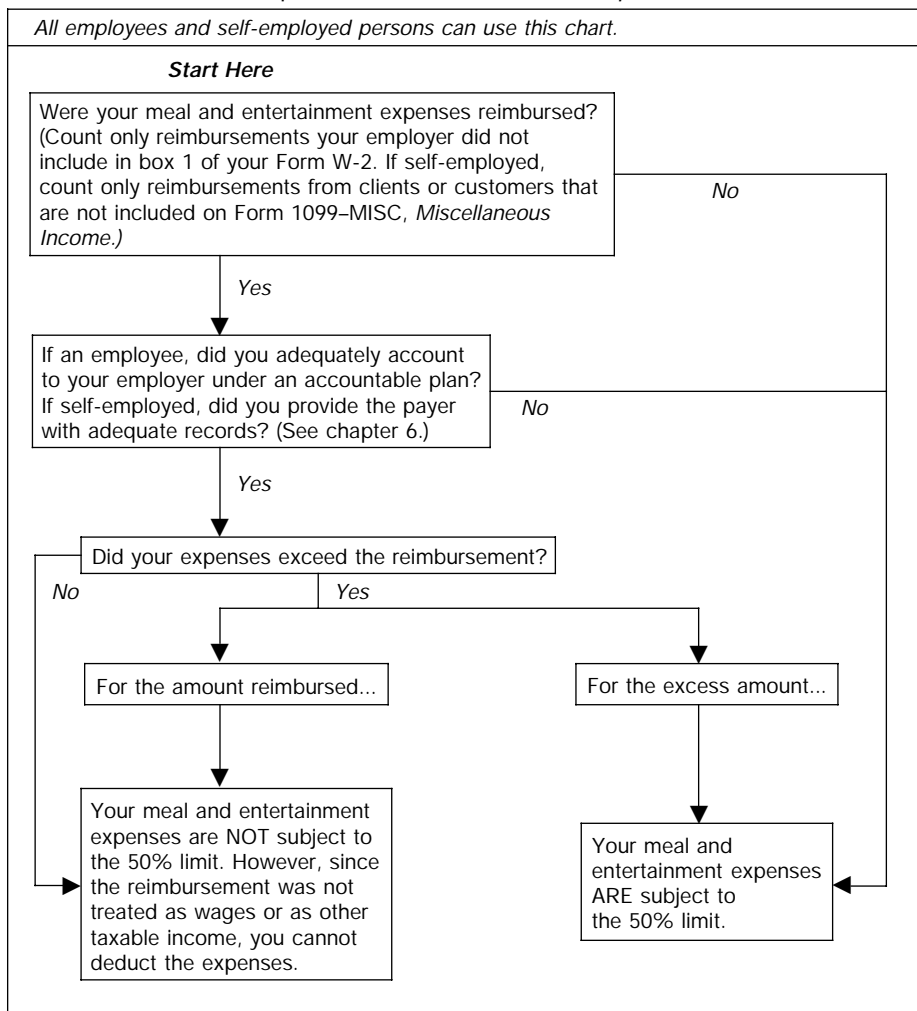 All employees and self-employed persons can use this chart.
Start Here
Were your meal and entertainment expenses reimbursed?
(Count only reimbursements your employer did not
include in box 1 of your Form W-2. If self-employed,
count only reimbursements from clients or customers that
are not included on Form 1099–MISC, Miscellaneous
Income.)
No
Yes
If an employee, did you adequately account
to your employer under an accountable plan?
If self-employed, did you provide the payer
with adequate records? (See chapter 6.)
No
Yes
Did your expenses exceed the reimbursement?
No
Yes
For the amount reimbursed...
For the excess amount...
Your meal and entertainment
expenses are NOT subject to
the 50% limit. However, since
the reimbursement was not
treated as wages or as other
taxable income, you cannot
deduct the expenses.
Your meal and
entertainment expenses
ARE subject to
the 50% limit.